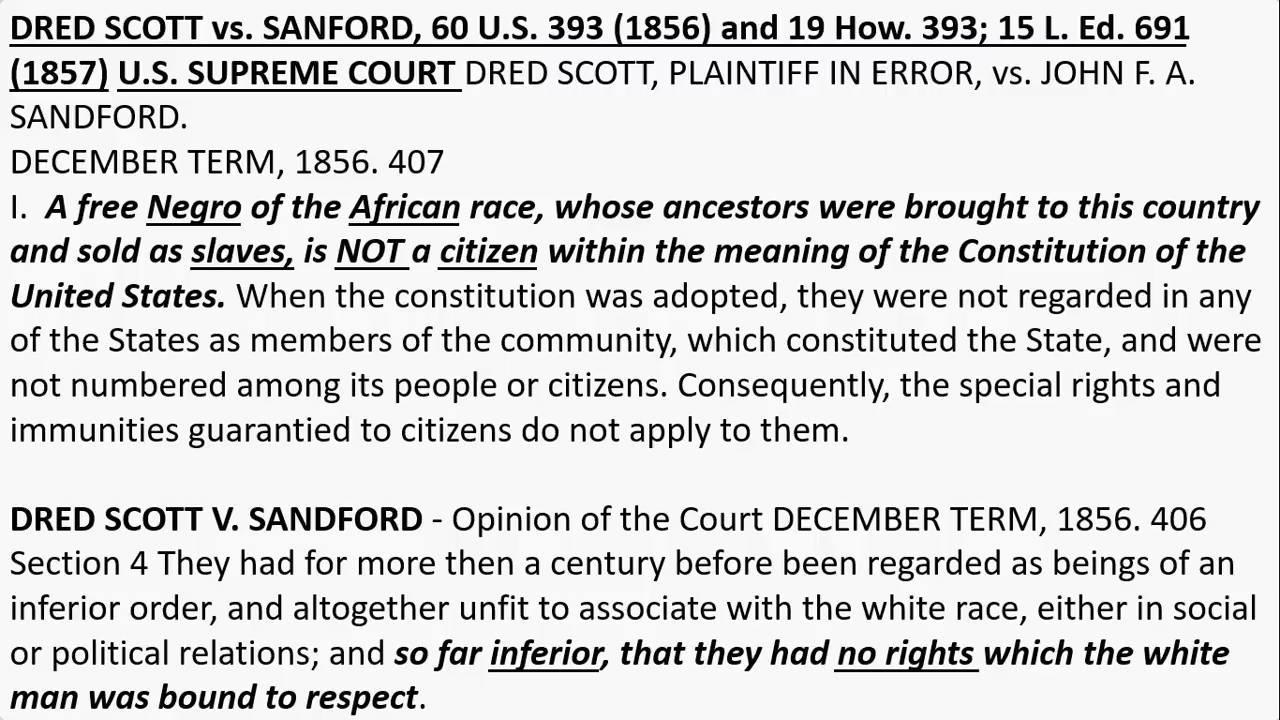 DRED SCOTT vs. SANFORD, 60 U.S. 393 (1856) and 19 How. 393; 15 L. Ed. 691
(1857) U.S. SUPREME COURT DRED SCOTT, PLAINTIFF IN ERROR, vs. JOHN F. A.
SANDFORD.
DECEMBER TERM, 1856. 407
I. A free Negro of the African race, whose ancestors were brought to this country
and sold as slaves, is NOT a citizen within the meaning of the Constitution of the
United States. When the constitution was adopted, they were not regarded in any
of the States as members of the community, which constituted the State, and were
not numbered among its people or citizens. Consequently, the special rights and
immunities guarantied to citizens do not apply to them.
DRED SCOTT V. SANDFORD - Opinion of the Court DECEMBER TERM, 1856. 406
Section 4 They had for more then a century before been regarded as beings of an
inferior order, and altogether unfit to associate with the white race, either in social
or political relations; and so far inferior, that they had no rights which the white
man was bound to respect.